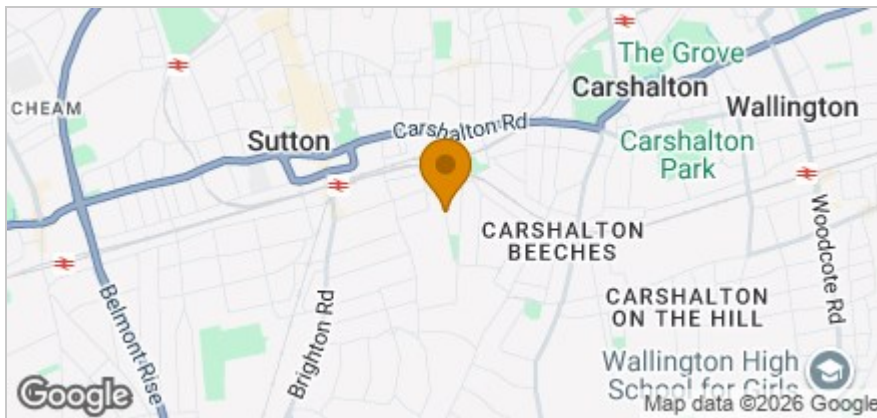 The Grove
Carshalton
Wallington
CHEAM
Sutton
Carshalton Rd
Carshalton
Park
CARSHALTON
BEECHES
Woodcote Rd
Belmont Rise
Brighton Rd
CARSHALTON
ON THE HILL
Wallington High
School for Girls
Google
Map data ©2026 Google